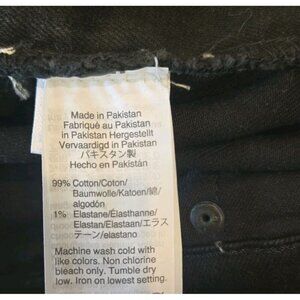 Made in Pakistan
Fabriqué au Pakistan
in Pakistan Hergestellt
Vervaardigd in Pakistan
パキスタン製
Hecho en Pakistán
99% Cotton/Coton/
Baumwolle/Katoen/綿/
algodón
1% Elastane/Élasthanne/
Elastan/Elastaan/エラス
テーン/elastano
Machine wash cold with
like colors. Non chlorine
bleach only. Tumble dry
low. Iron on lowest setting.